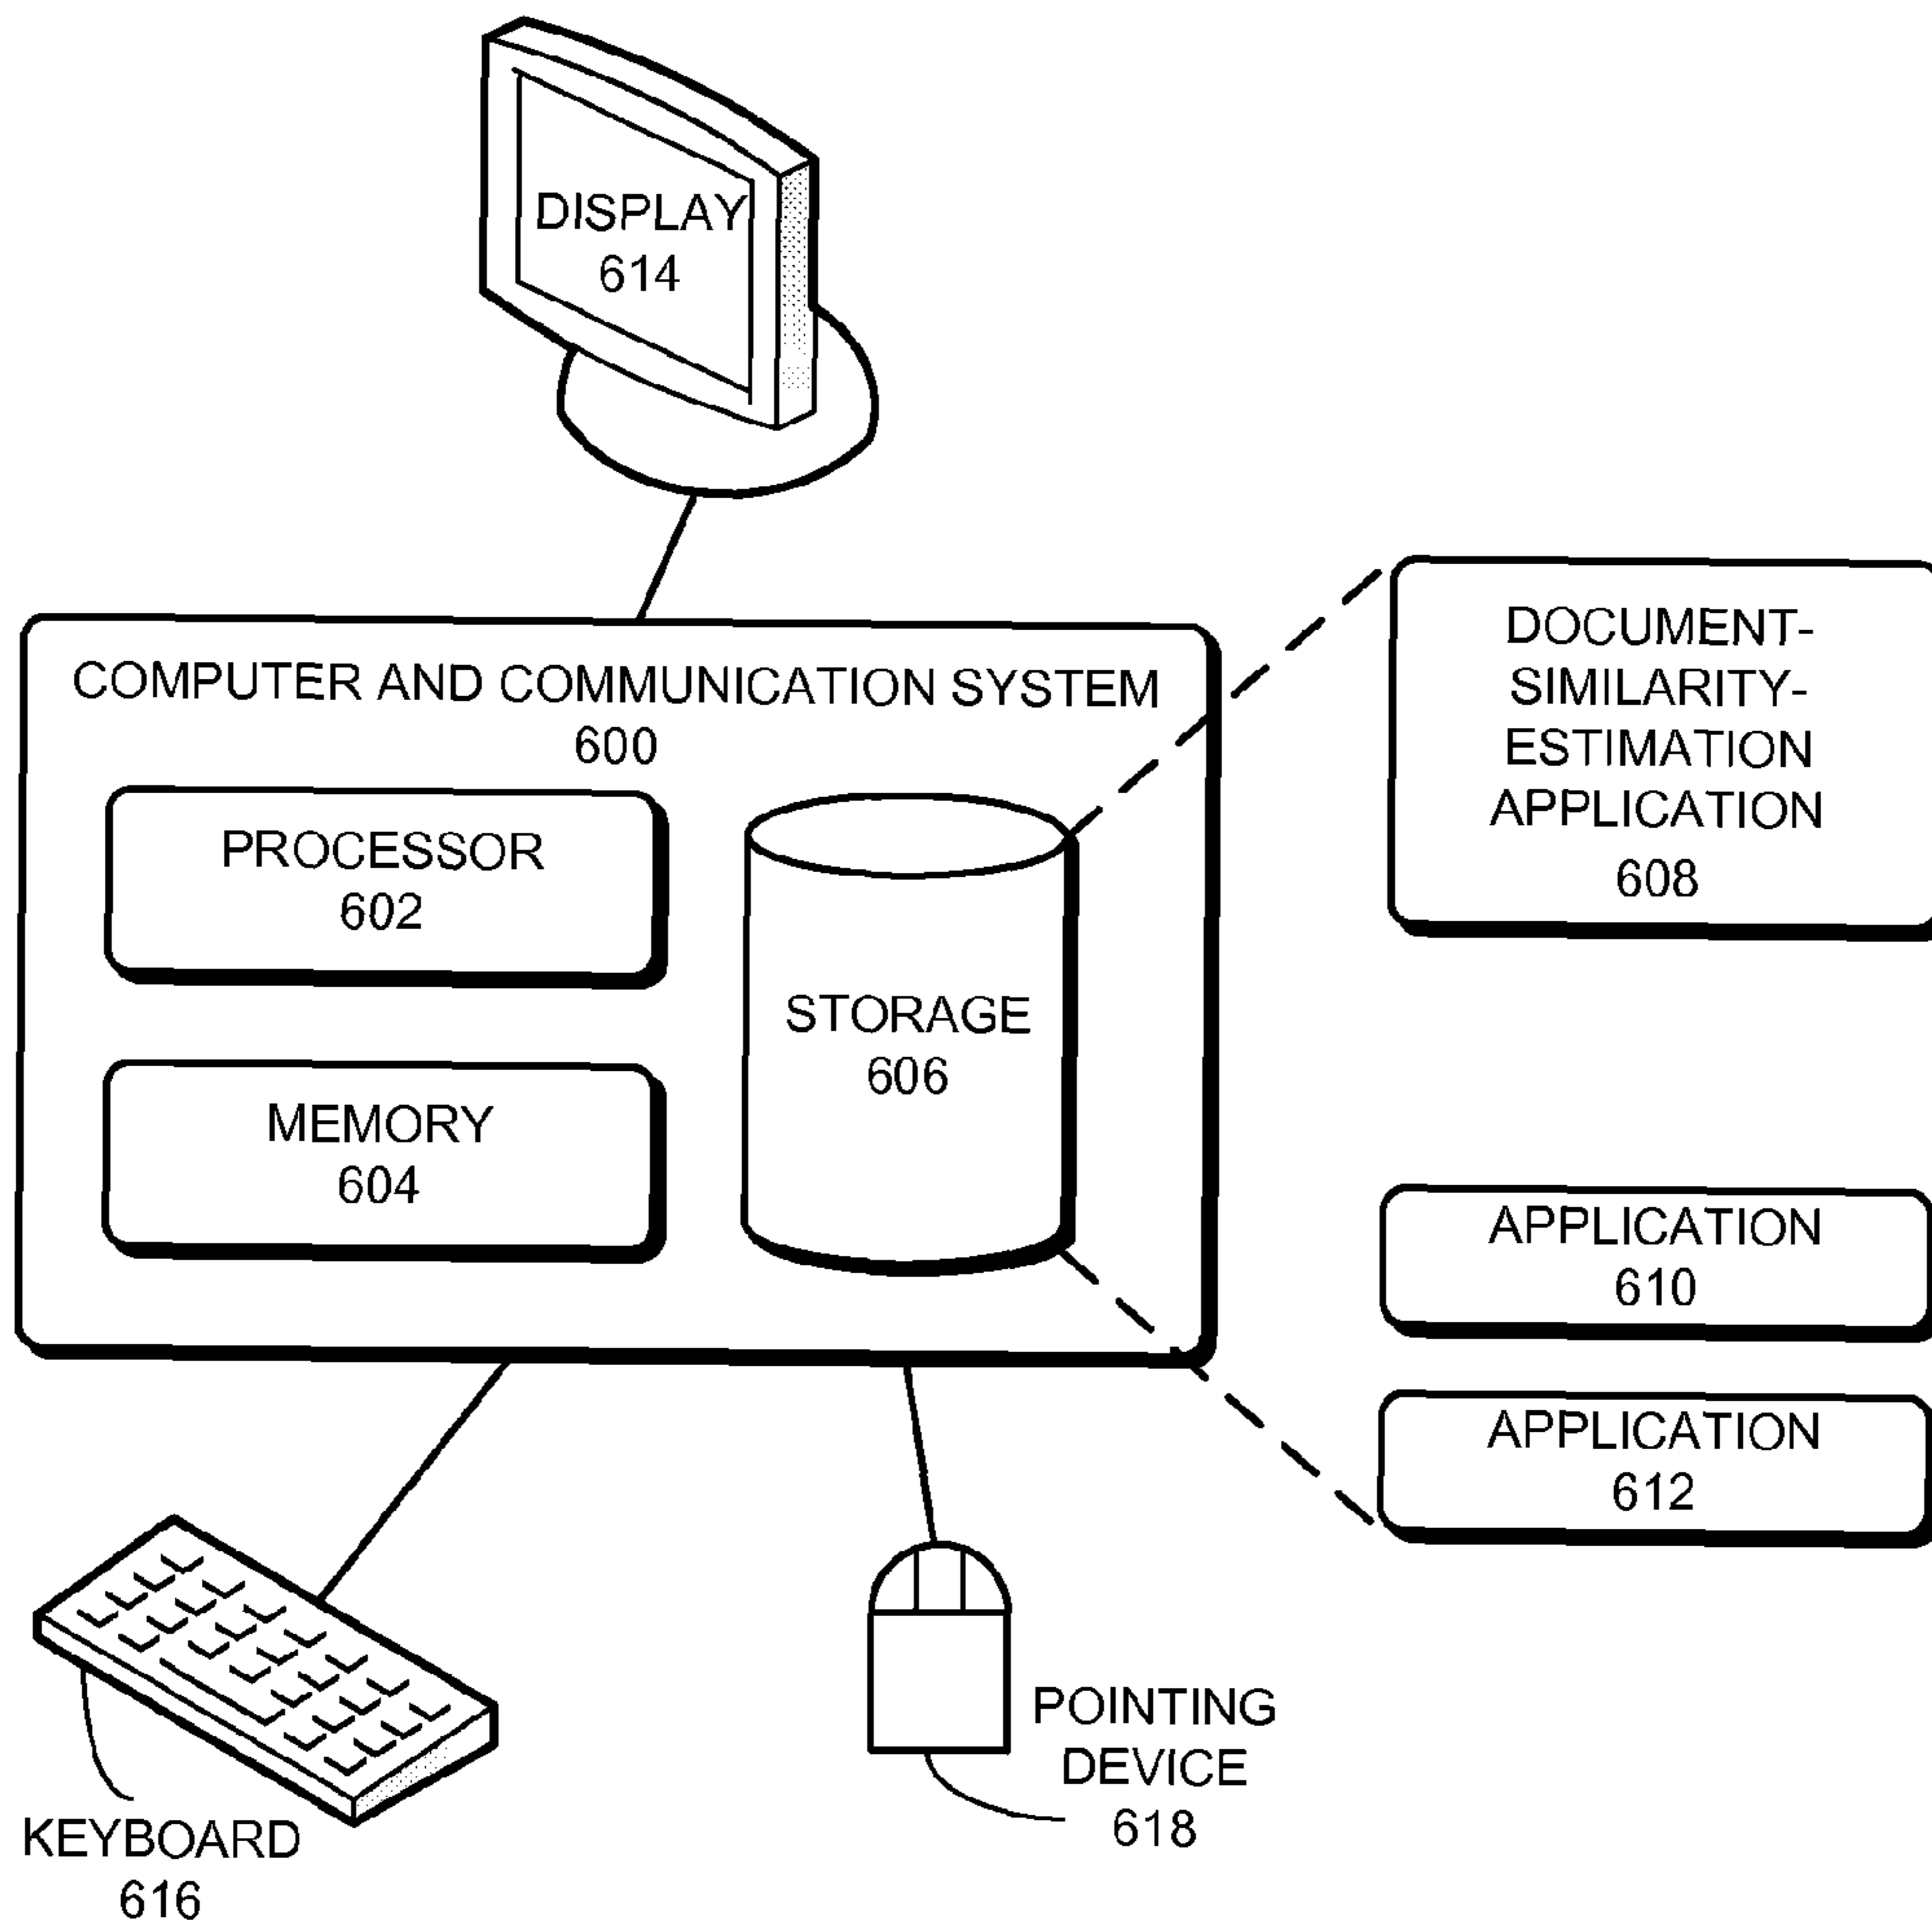 DISPLAY
614
COMPUTER AND COMMUNICATION SYSTEM
600
PROCESSOR
602
MEMORY
604
STORAGE
606
DOCUMENT-
SIMILARITY-
ESTIMATION
APPLICATION
608
APPLICATION
610
APPLICATION
612
KEYBOARD
616
POINTING
DEVICE
618